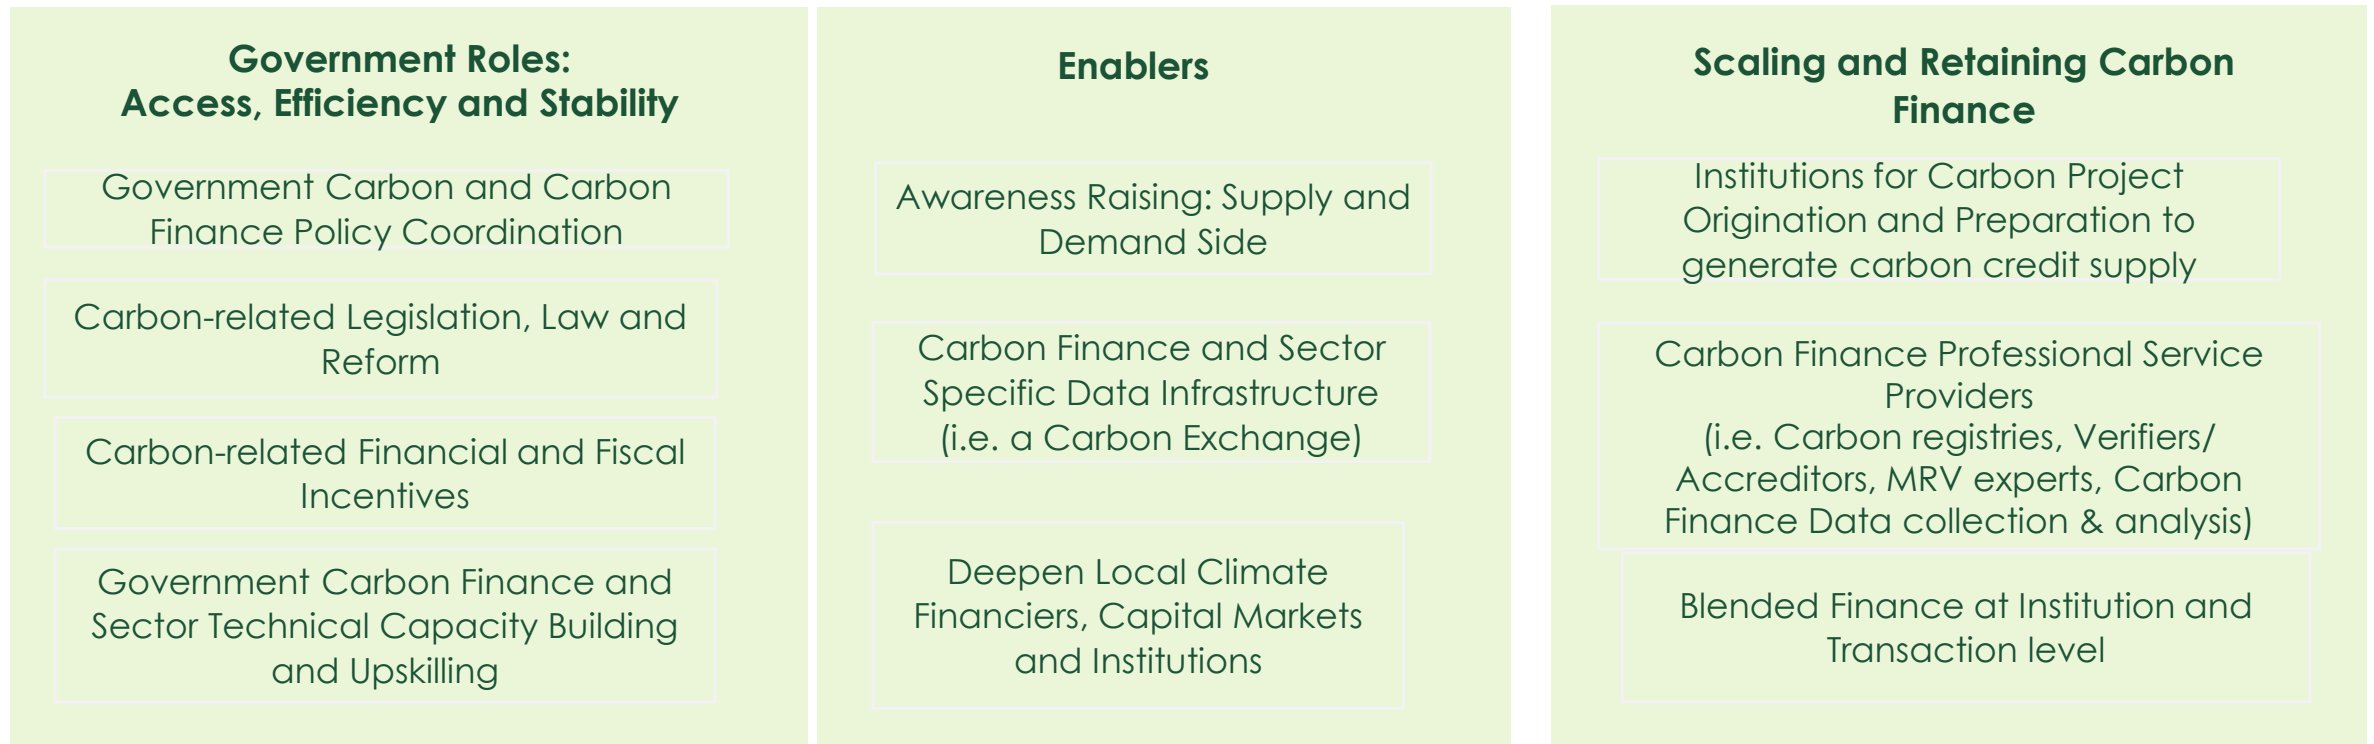 Government Roles:
Access, Efficiency and Stability
Government Carbon and Carbon
Finance Policy Coordination
Carbon-related Legislation, Law and
Reform
Carbon-related Financial and Fiscal
Incentives
Government Carbon Finance and
Sector Technical Capacity Building
and Upskilling
Enablers
Awareness Raising: Supply and
Demand Side
Carbon Finance and Sector
Specific Data Infrastructure
(i.e. a Carbon Exchange)
Deepen Local Climate
Financiers, Capital Markets
and Institutions
Scaling and Retaining Carbon
Finance
Institutions for Carbon Project
Origination and Preparation to
generate carbon credit supply
Carbon Finance Professional Service
Providers
(i.e. Carbon registries, Verifiers/
Accreditors, MRV experts, Carbon
Finance Data collection & analysis)
Blended Finance at Institution and
Transaction level